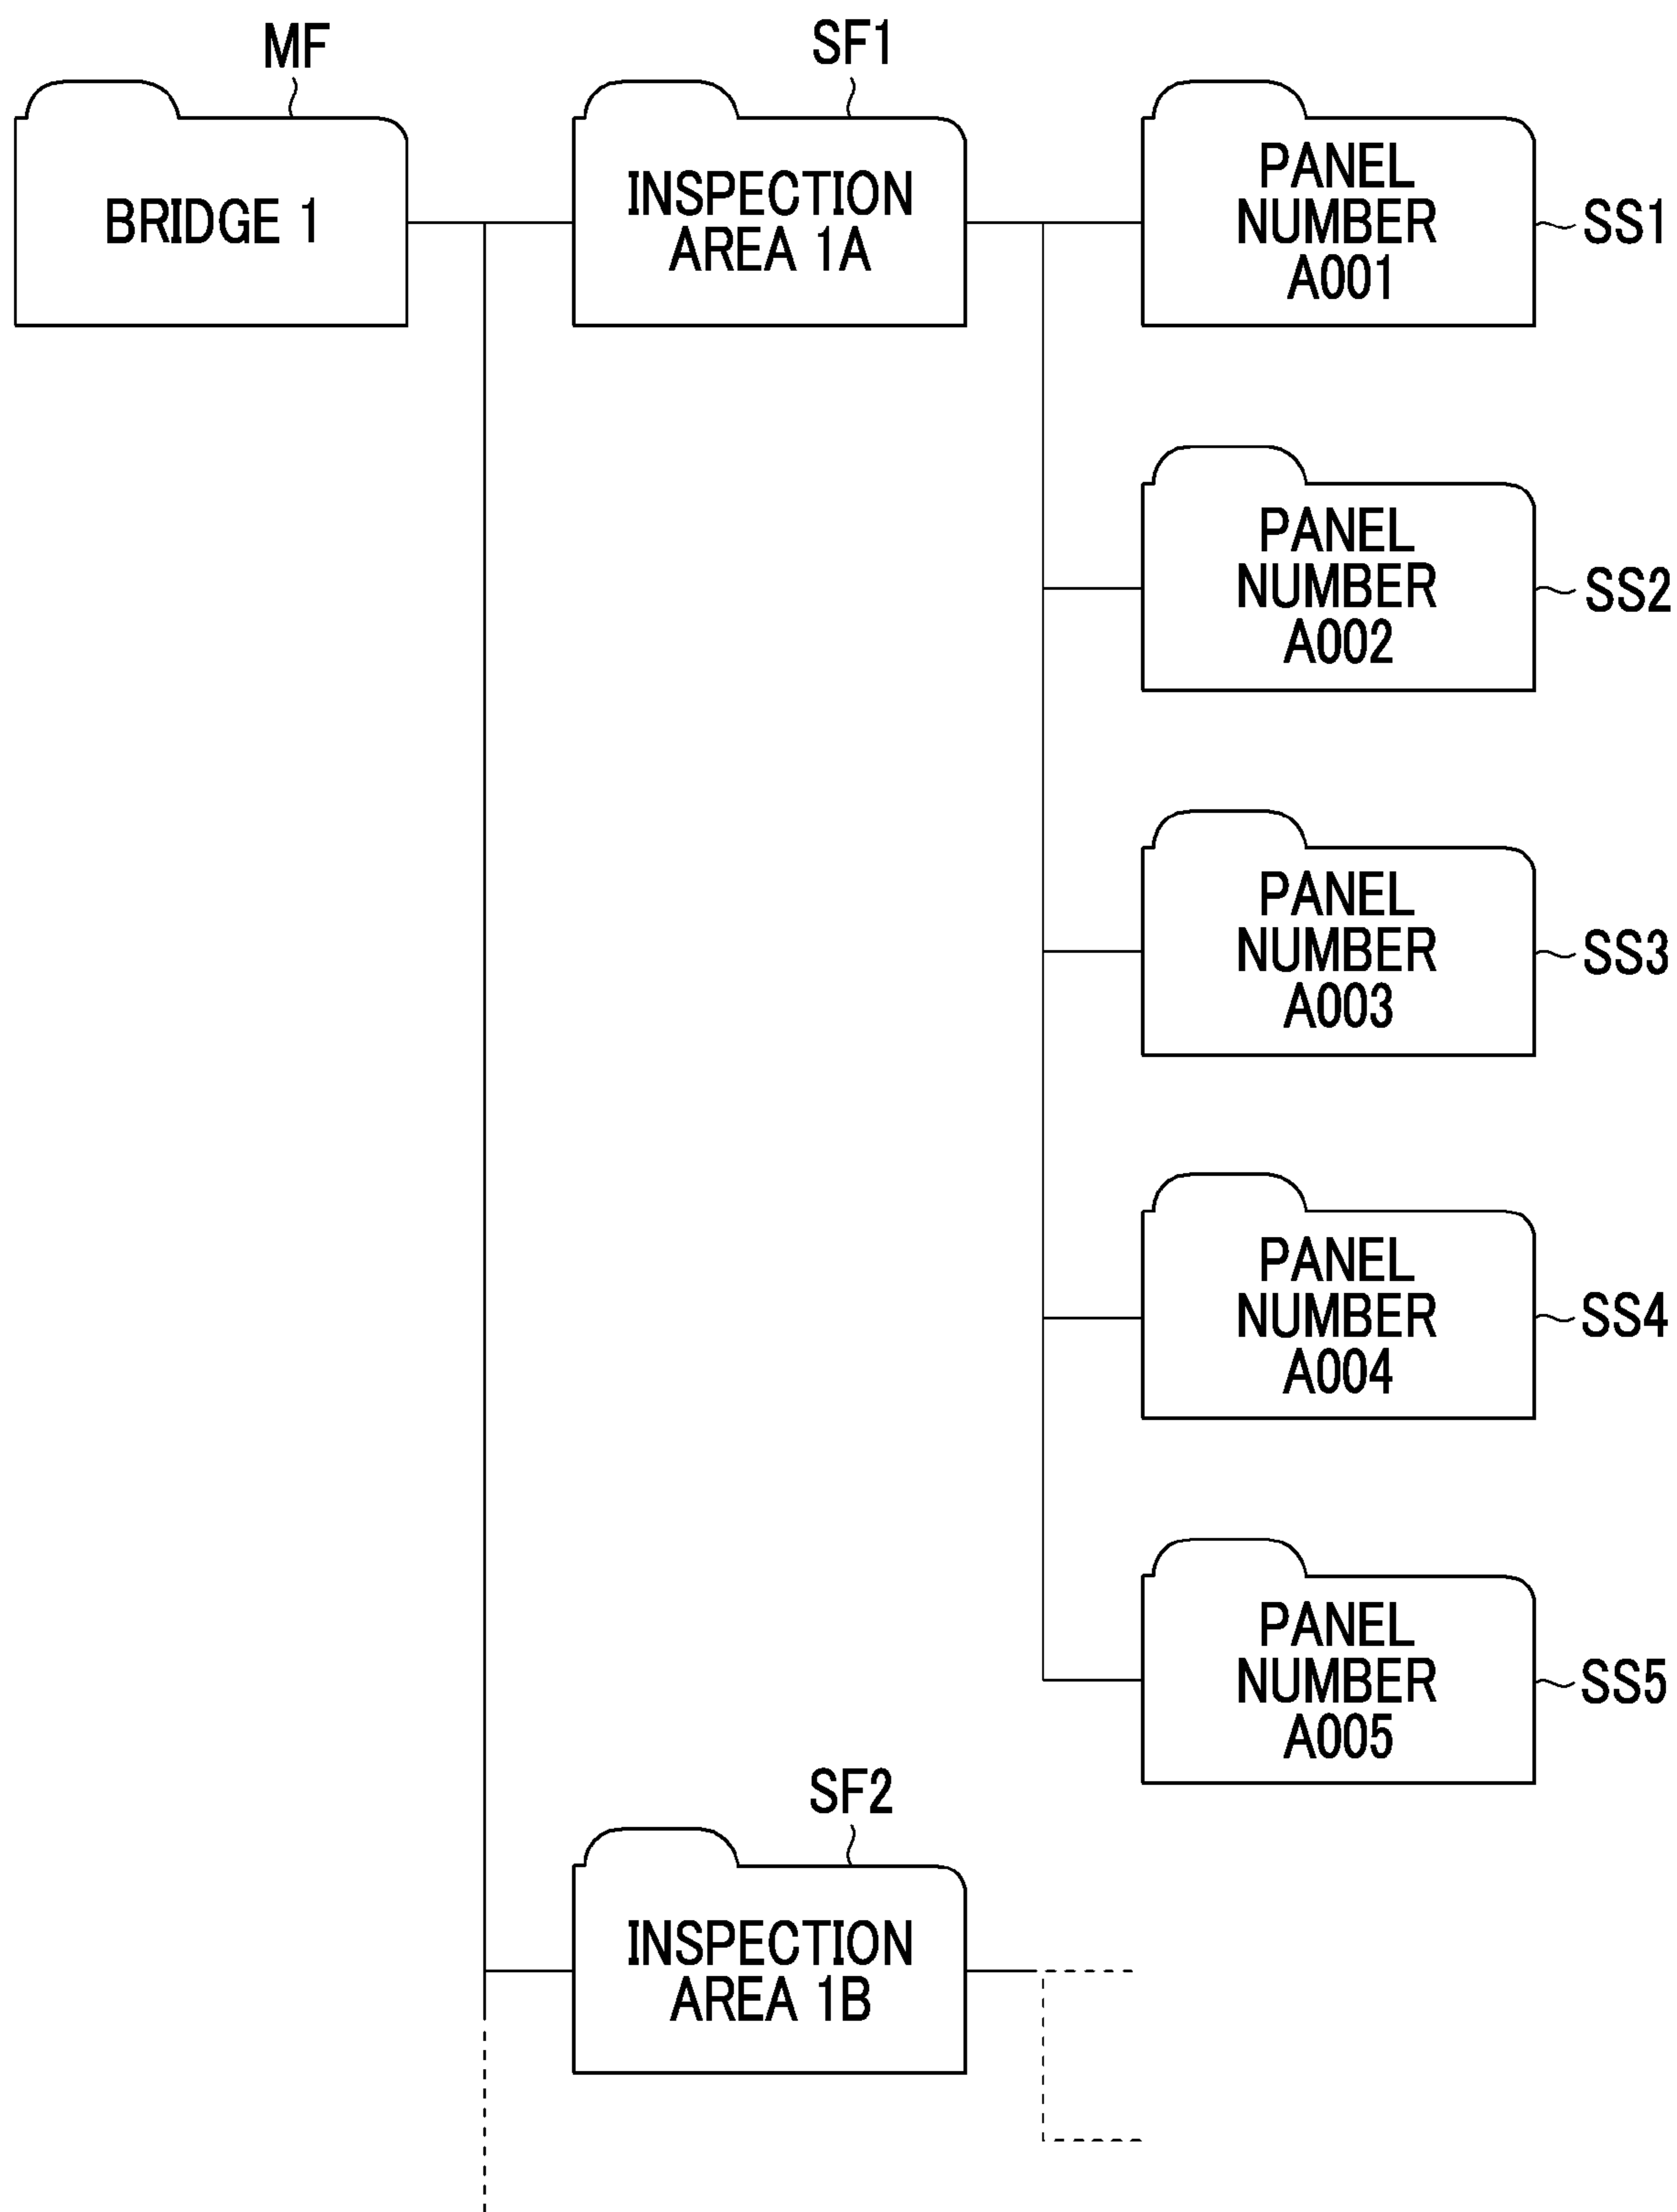 MF
SF1
BRIDGE 1
INSPECTION
AREA 1A
PANEL
NUMBER
A001
SS1
PANEL
NUMBER
A002
SS2
PANEL
NUMBER
A003
SS3
PANEL
NUMBER
A004
SS4
PANEL
NUMBER
A005
SS5
SF2
INSPECTION
AREA 1B